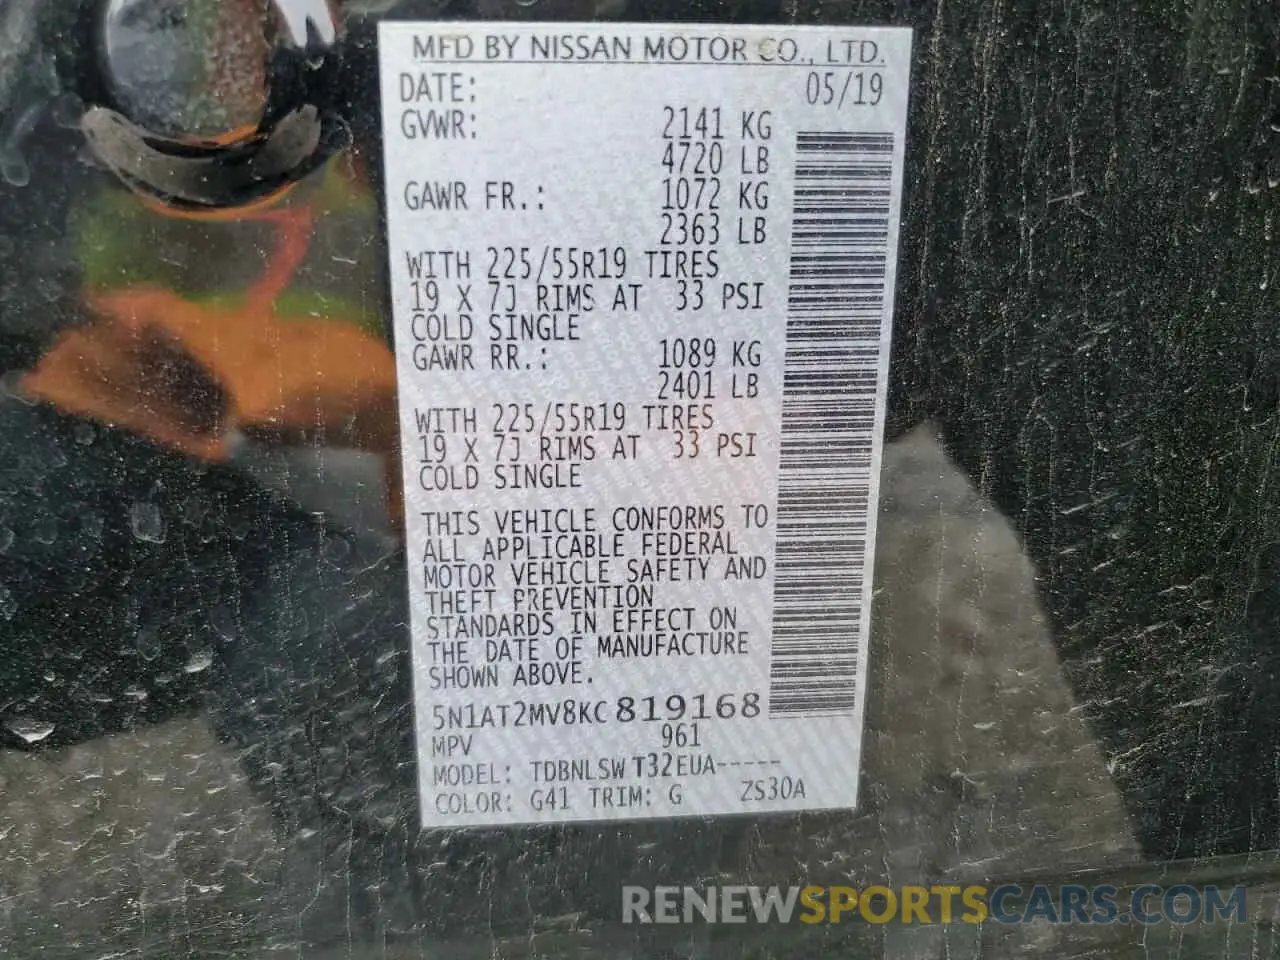 MFD BY NISSAN MOTOR CO., LTD.
DATE: 05/19
GVWR: 2141 KG
4720 LB
GAWR FR.: 1072 KG
2363 LB
WITH 225/55R19 TIRES
19 X 7J RIMS AT 33 PSI
COLD SINGLE
GAWR RR.: 1089 KG
2401 LB
WITH 225/55R19 TIRES
19 X 7J RIMS AT 33 PSI
COLD SINGLE
THIS VEHICLE CONFORMS TO
ALL APPLICABLE FEDERAL
MOTOR VEHICLE SAFETY AND
THEFT PREVENTION
STANDARDS IN EFFECT ON
THE DATE OF MANUFACTURE
SHOWN ABOVE.
5N1AT2MV8KC819168
MPV 961
MODEL: TDBNLSW T32EUA-----
COLOR: G41 TRIM: G ZS30A
RENEWSPORTSCARS.COM